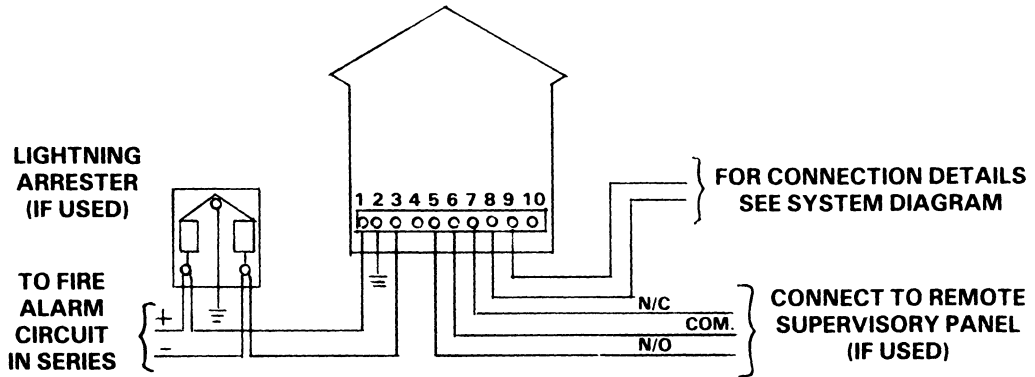 LIGHTNING
ARRESTER
(IF USED)
1 2 3 4 5 6 7 8 9 10
FOR CONNECTION DETAILS
SEE SYSTEM DIAGRAM
TO FIRE
ALARM
CIRCUIT
IN SERIES
+
−
N/C
COM.
N/O
CONNECT TO REMOTE
SUPERVISORY PANEL
(IF USED)